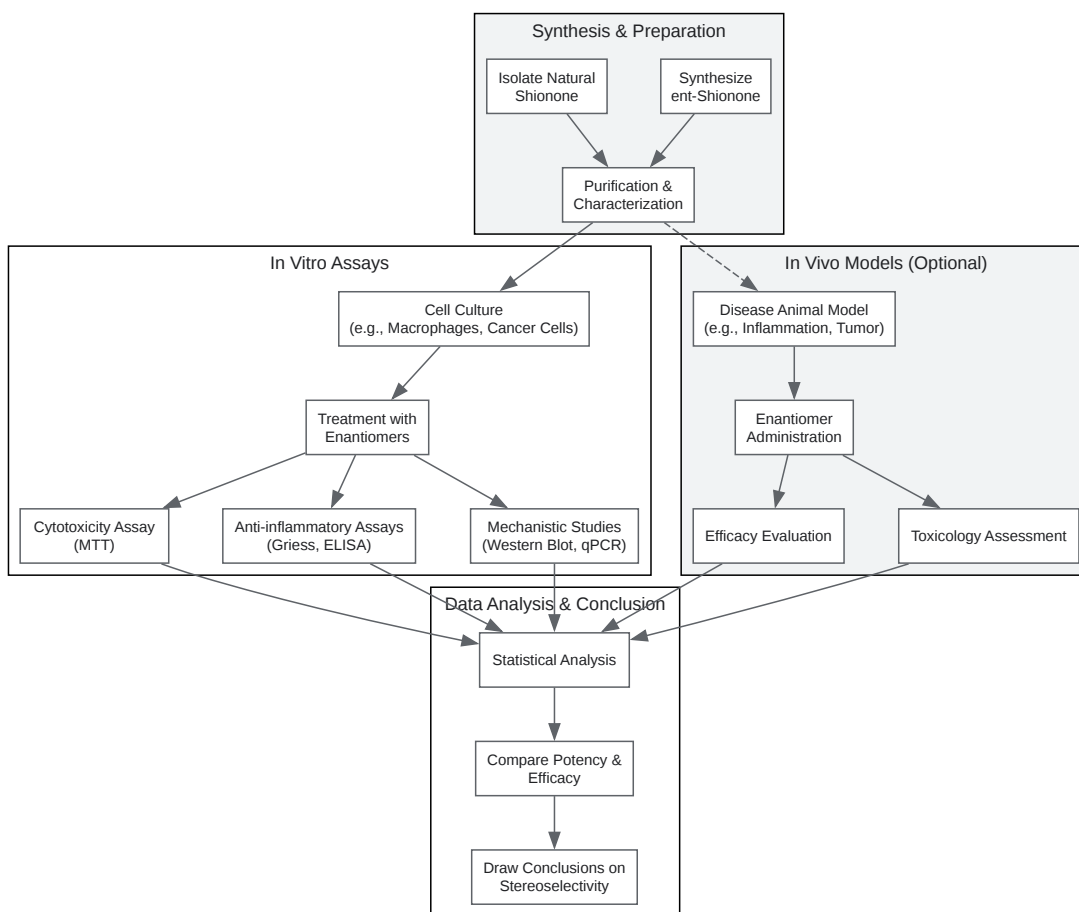 Synthesis & Preparation
Isolate Natural
Shionone
Synthesize
ent-Shionone
Purification &
Characterization
In Vitro Assays
Cell Culture
(e.g., Macrophages, Cancer Cells)
Treatment with
Enantiomers
Cytotoxicity Assay
(MTT)
Anti-inflammatory Assays
(Griess, ELISA)
Mechanistic Studies
(Western Blot, qPCR)
In Vivo Models (Optional)
Disease Animal Model
(e.g., Inflammation, Tumor)
Enantiomer
Administration
Efficacy Evaluation
Toxicology Assessment
Data Analysis & Conclusion
Statistical Analysis
Compare Potency &
Efficacy
Draw Conclusions on
Stereoselectivity